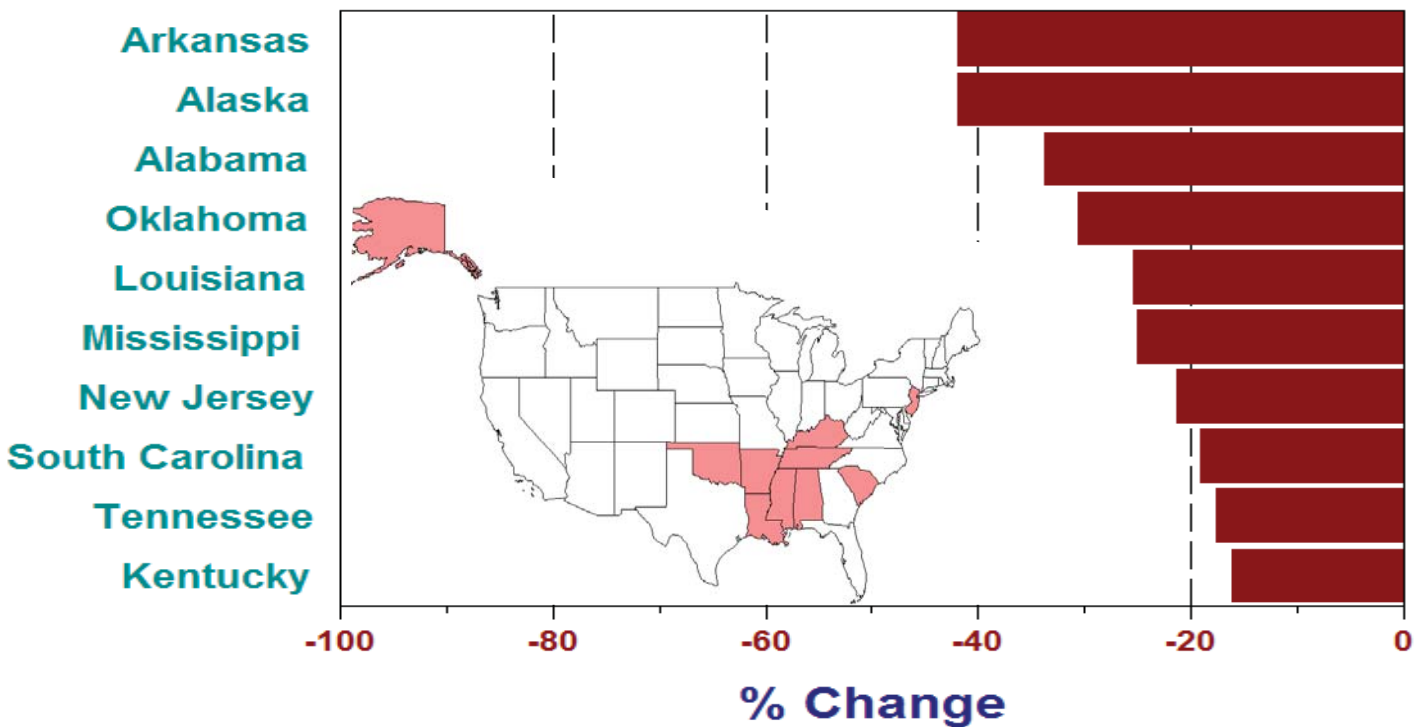 Arkansas
Alaska
Alabama
Oklahoma
Louisiana
Mississippi
New Jersey
South Carolina
Tennessee
Kentucky
-100 -80 -60 -40 -20 0
% Change